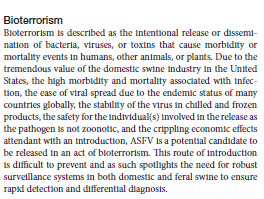 Bioterrorism
Bioterrorism is described as the intentional release or dissemi-
nation of bacteria, viruses, or toxins that cause morbidity or
mortality events in humans, other animals, or plants. Due to the
tremendous value of the domestic swine industry in the United
States, the high morbidity and mortality associated with infec-
tion, the ease of viral spread due to the endemic status of many
countries globally, the stability of the virus in chilled and frozen
products, the safety for the individual(s) involved in the release as
the pathogen is not zoonotic, and the crippling economic effects
attendant with an introduction, ASFV is a potential candidate to
be released in an act of bioterrorism. This route of introduction
is difficult to prevent and as such spotlights the need for robust
surveillance systems in both domestic and feral swine to ensure
rapid detection and differential diagnosis.